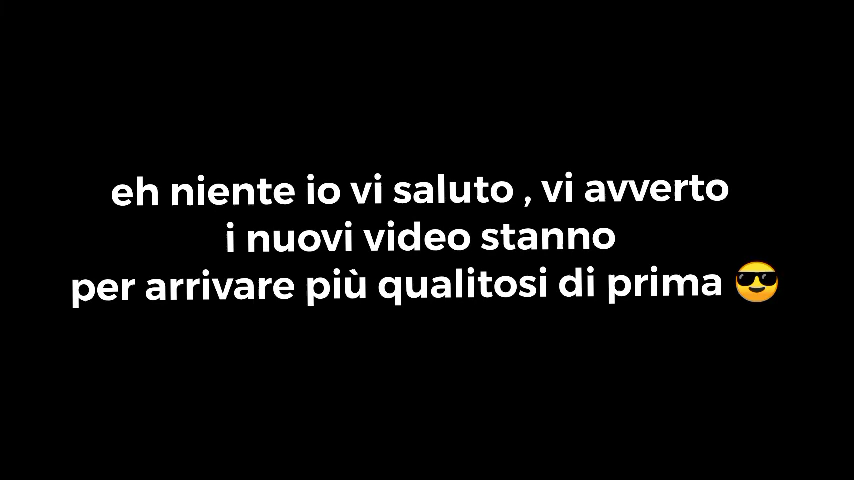 eh niente io vi saluto , vi avverto
i nuovi video stanno
per arrivare più qualitosi di prima 😎